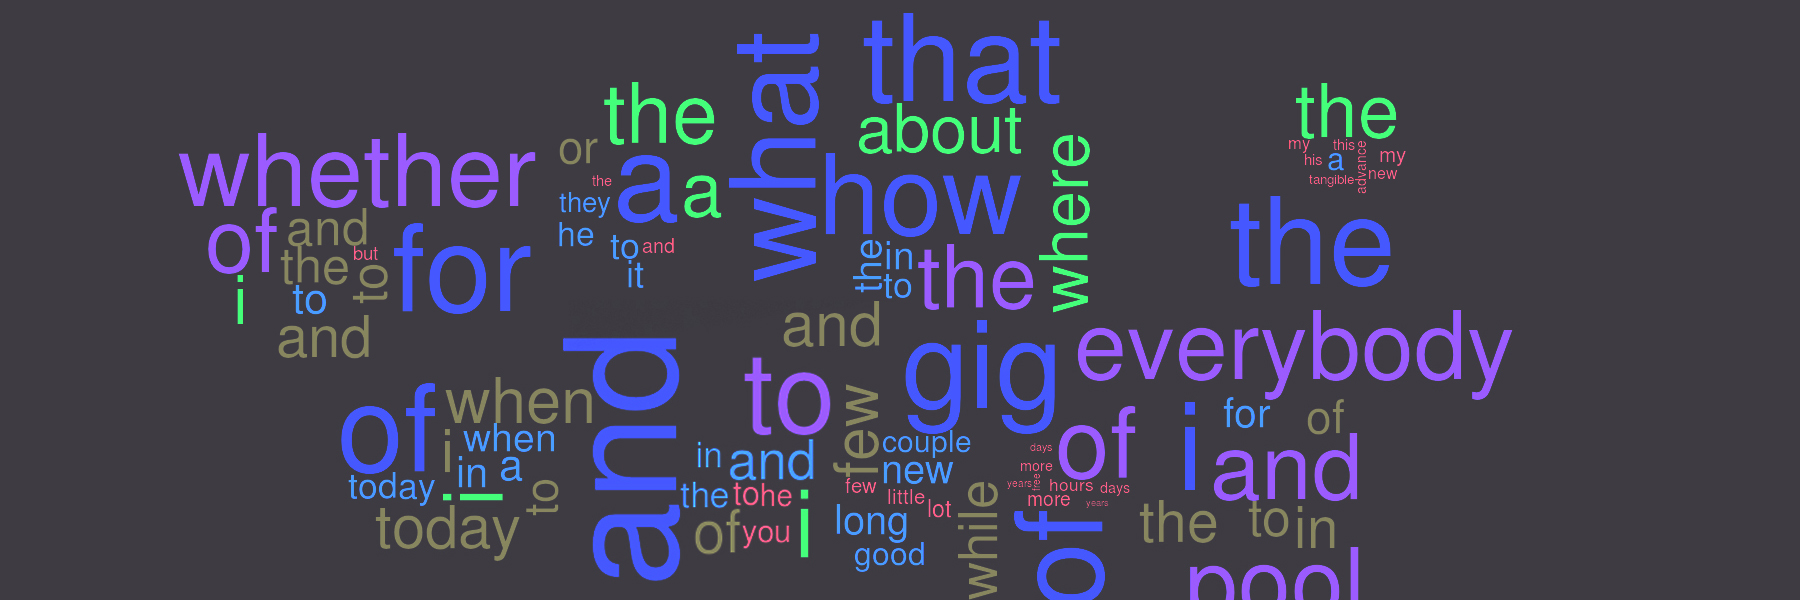 that
what
the
about
the
whether
or
a
a
the
how
where
my
this
his
a
advance
my
tangible
new
they
he
to
and
it
of
and
the
but
to
for
i
to
and
the
in
to
the
the
and
gig
everybody
and
to
of
when
i
when
in
a
today
i
to
today
few
couple
new
in
and
the
tohe
i
of
you
few
little
lot
long
good
while
days
more
years
free
hours
days
more
years
of
i
for
of
and
of
the
to
in
pool